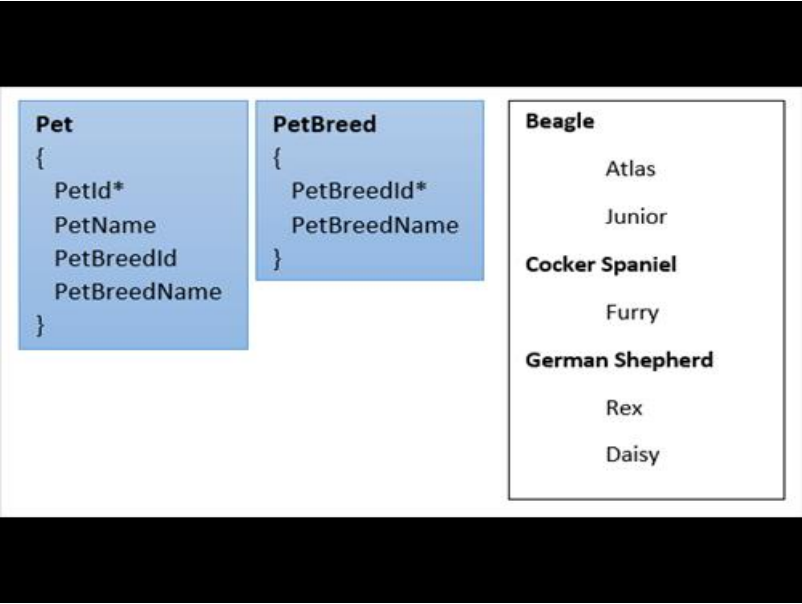 Pet
{
PetId*
PetName
PetBreedId
PetBreedName
}
PetBreed
{
PetBreedId*
PetBreedName
}
Beagle
Atlas
Junior
Cocker Spaniel
Furry
German Shepherd
Rex
Daisy